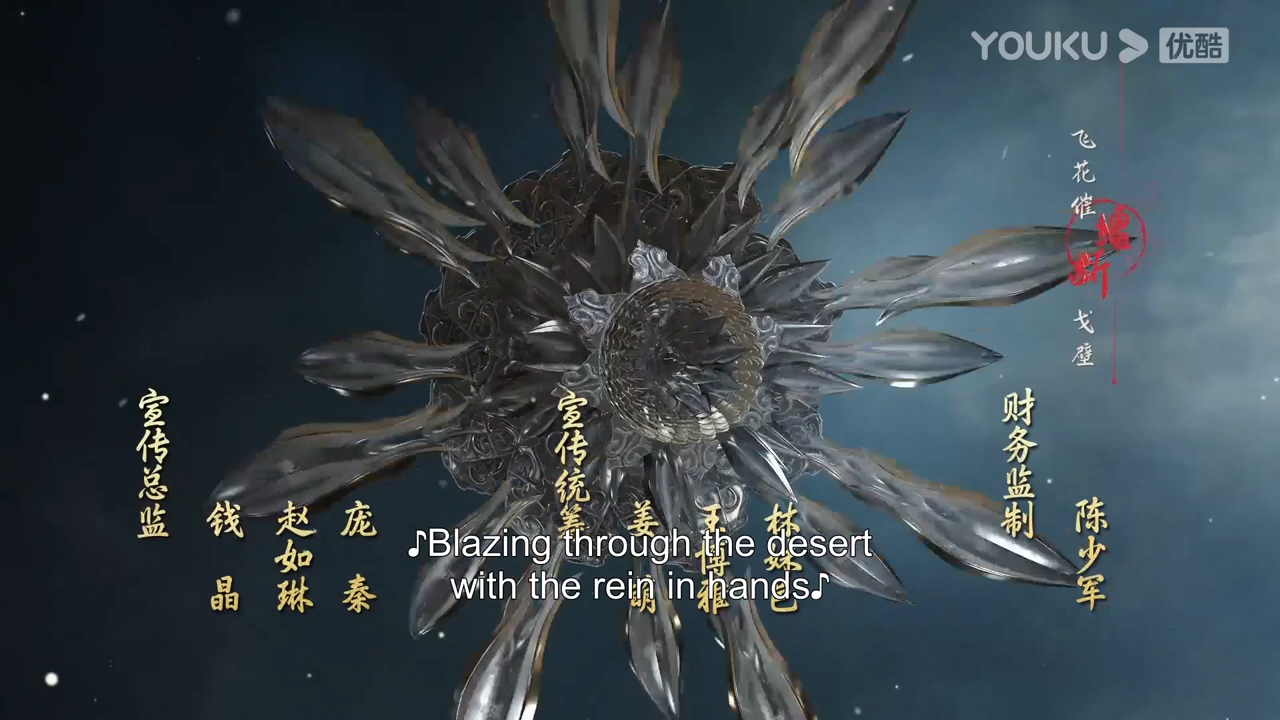 YOUKU 优酷
飞花催
戈壁
宣传总监
钱晶
赵如琳
庞秦
宣传统筹
姜
王博雅
林妹
财务监制
陈少军
♪Blazing through the desert
with the rein in hands♪